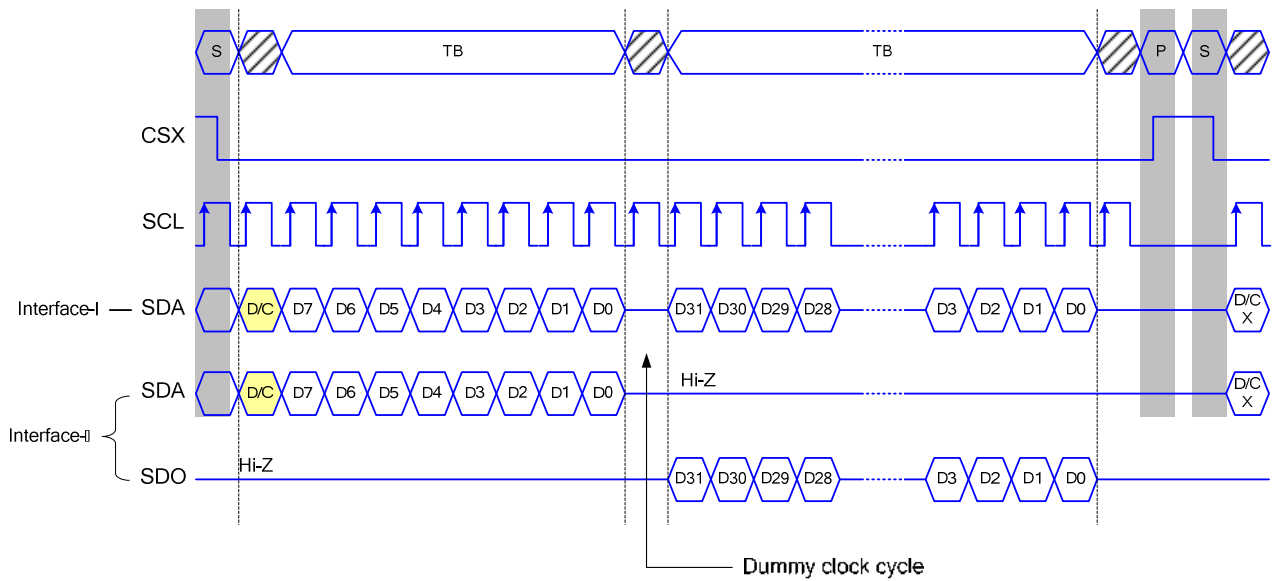 S TB TB P S
CSX
SCL
Interface-I SDA D/C D7 D6 D5 D4 D3 D2 D1 D0 D31 D30 D29 D28 D3 D2 D1 D0 D/C X
SDA D/C D7 D6 D5 D4 D3 D2 D1 D0 Hi-Z D/C X
Interface-▯
SDO Hi-Z D31 D30 D29 D28 D3 D2 D1 D0
Dummy clock cycle